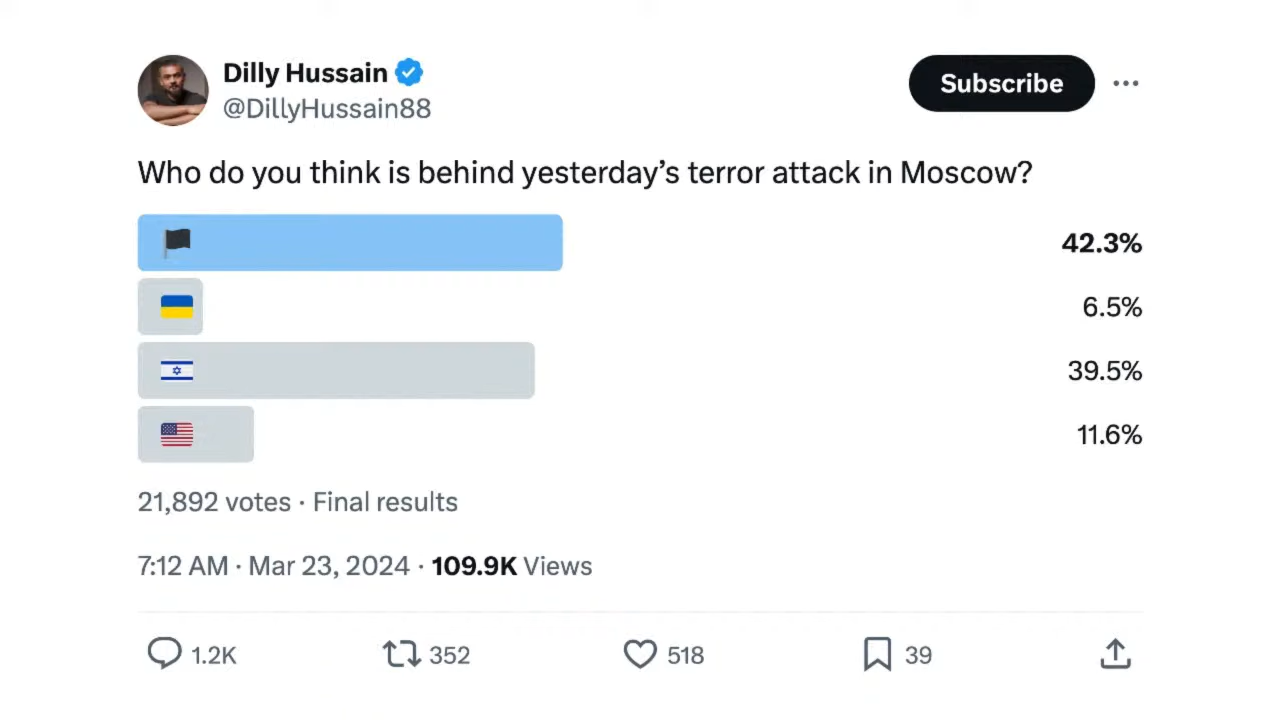 Dilly Hussain
@DillyHussain88
Subscribe
Who do you think is behind yesterday’s terror attack in Moscow?
42.3%
6.5%
39.5%
11.6%
21,892 votes · Final results
7:12 AM · Mar 23, 2024 · 109.9K Views
1.2K 352 518 39